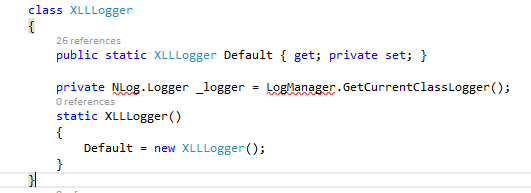 class XLLLogger
{
26 references
public static XLLLogger Default { get; private set; }
private NLog.Logger _logger = LogManager.GetCurrentClassLogger();
0 references
static XLLLogger()
{
Default = new XLLLogger();
}
}